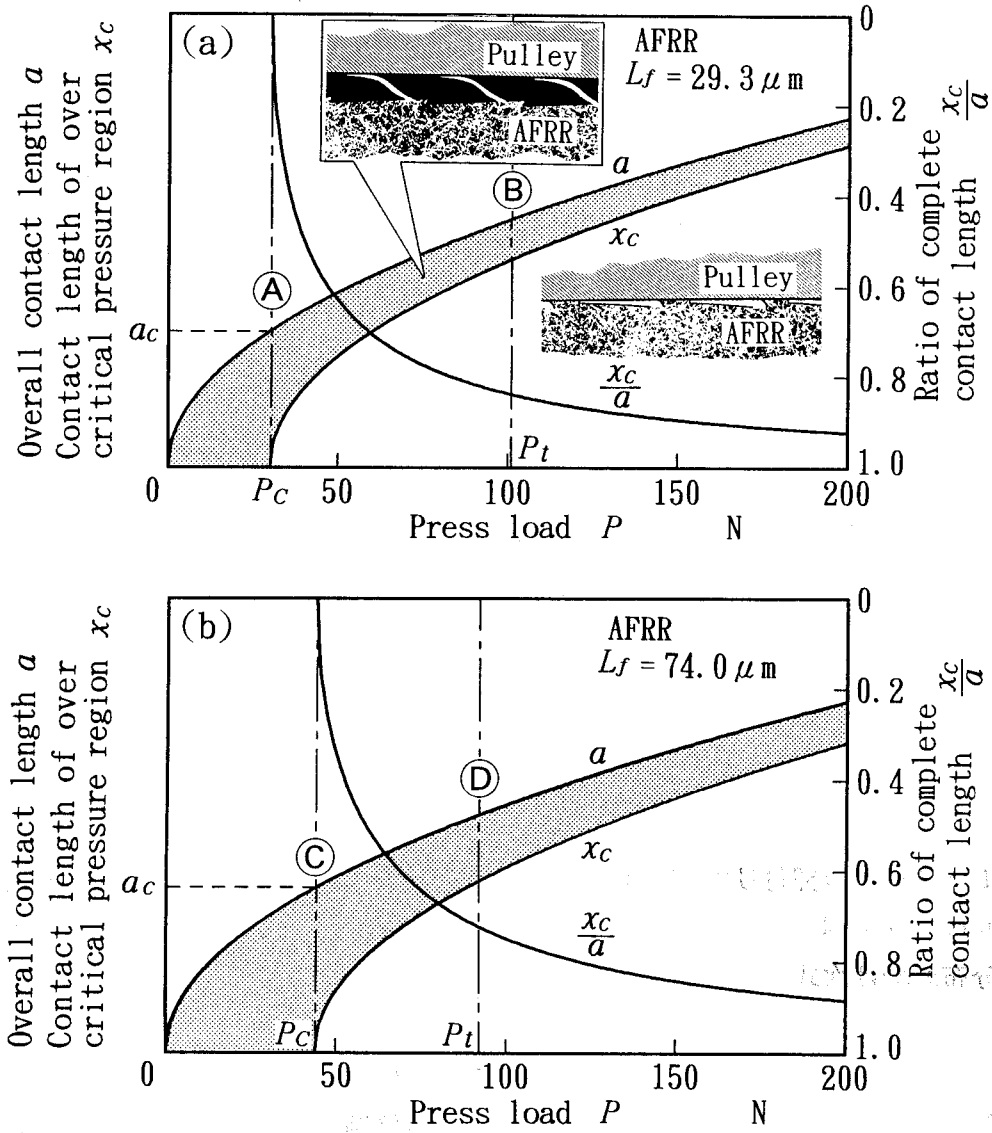 (a)
Pulley
AFRR
AFRR
Lf = 29.3 μm
a
xc
A
B
Pulley
AFRR
xc/a
ac
Pt
0
Pc
50
100
150
200
Press load P N
Overall contact length a
Contact length of over
critical pressure region xc
0
0.2
0.4
0.6
0.8
1.0
Ratio of complete
contact length
xc/a
(b)
AFRR
Lf = 74.0 μm
a
xc
C
D
xc/a
ac
Pc
Pt
0
50
100
150
200
Press load P N
Overall contact length a
Contact length of over
critical pressure region xc
0
0.2
0.4
0.6
0.8
1.0
Ratio of complete
contact length
xc/a